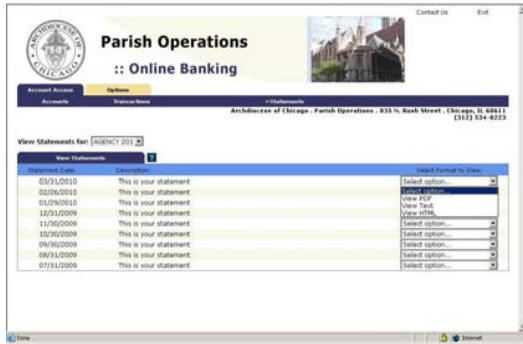 Contact Us Exit
ARCHDIOCESE OF CHICAGO
Parish Operations
:: Online Banking
Account Access Options
Accounts Transactions Statements
Archdiocese of Chicago . Parish Operations . 835 N. Rush Street . Chicago, IL 60611
(312) 534-8223
View Statements for: AGENCY 201
View Statements ?
Statement Date: Description: Select Format to View:
03/31/2010 This is your statement Select option...
02/26/2010 This is your statement Select option...
01/29/2010 This is your statement View PDF
View Text
12/31/2009 This is your statement View HTML
11/30/2009 This is your statement Select option...
10/30/2009 This is your statement Select option...
09/30/2009 This is your statement Select option...
08/31/2009 This is your statement Select option...
07/31/2009 This is your statement Select option...
Done Internet